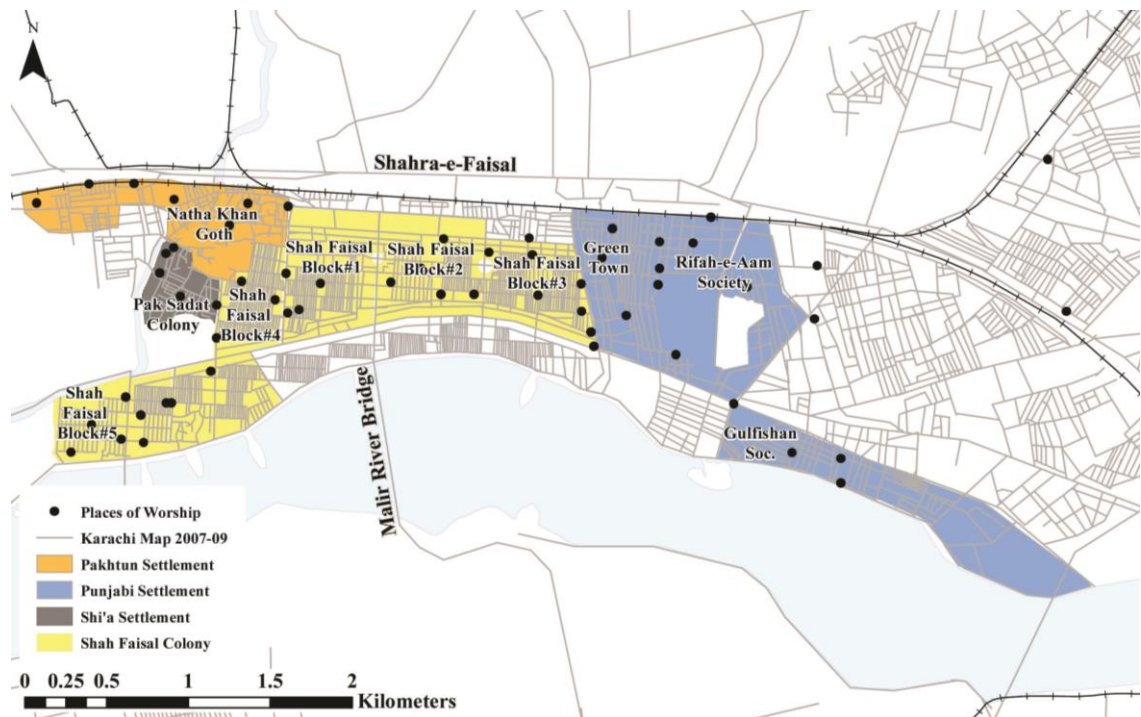 N
Shahra-e-Faisal
Natha Khan
Goth
Shah Faisal
Block#1
Shah Faisal
Block#2
Shah Faisal
Block#3
Green
Town
Rifah-e-Aam
Society
Pak Sadat
Colony
Shah
Faisal
Block#4
Shah
Faisal
Block#5
Malir River Bridge
Gulfishan
Soc.
Places of Worship
Karachi Map 2007-09
Pakhtun Settlement
Punjabi Settlement
Shi'a Settlement
Shah Faisal Colony
0 0.25 0.5 1 1.5 2
Kilometers